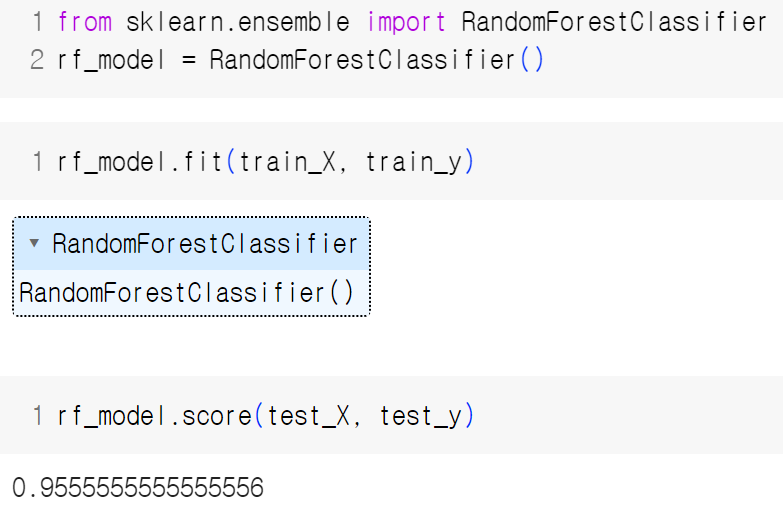 1 from sklearn.ensemble import RandomForestClassifier
2 rf_model = RandomForestClassifier()
1 rf_model.fit(train_X, train_y)
▾ RandomForestClassifier
RandomForestClassifier()
1 rf_model.score(test_X, test_y)
0.9555555555555556